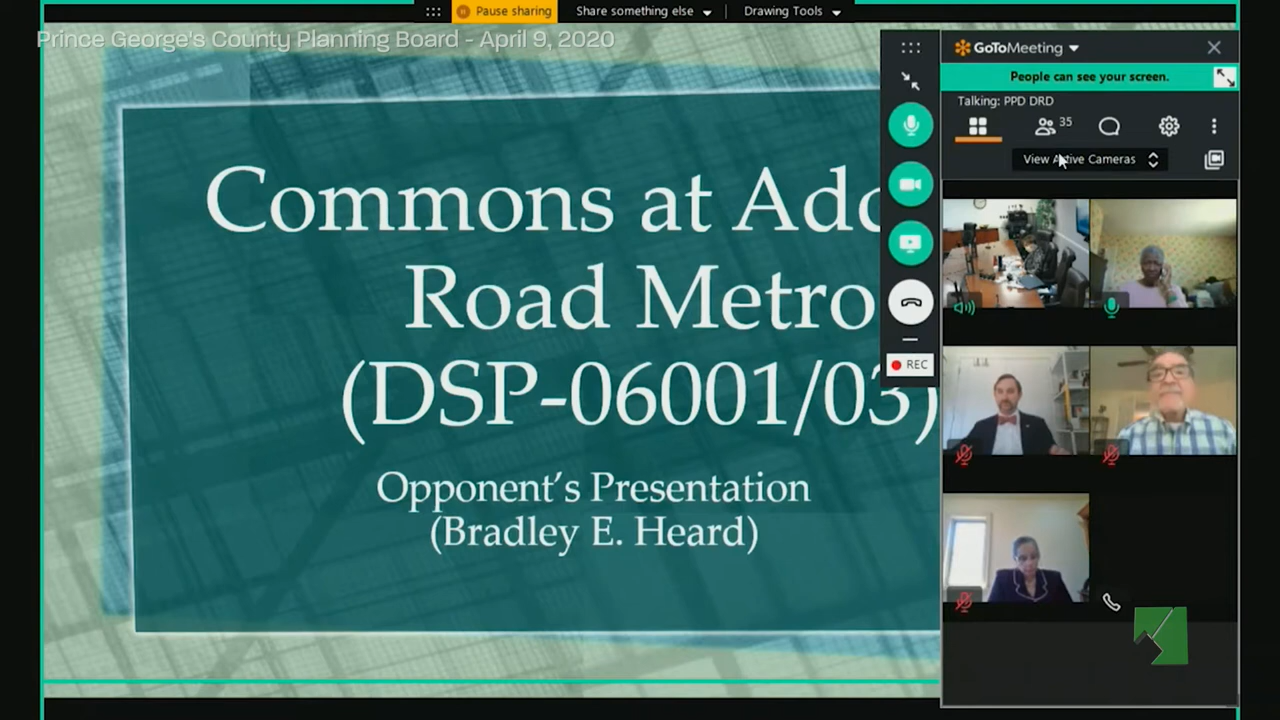 Pause sharing
Share something else
Drawing Tools
Prince George's County Planning Board - April 9, 2020
GoToMeeting
People can see your screen.
Talking: PPD DRD
35
View Active Cameras
REC
Commons at Add
Road Metro
(DSP-06001/03)
Opponent's Presentation
(Bradley E. Heard)